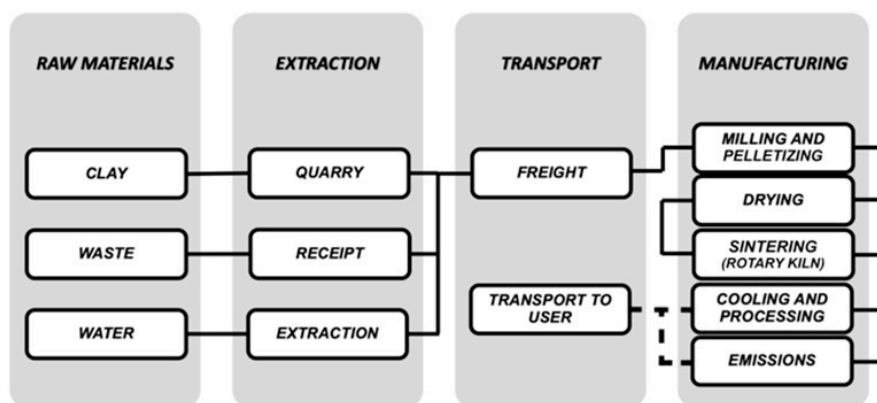 RAW MATERIALS
EXTRACTION
TRANSPORT
MANUFACTURING
CLAY
QUARRY
FREIGHT
MILLING AND
PELLETIZING
DRYING
WASTE
RECEIPT
SINTERING
(ROTARY KILN)
TRANSPORT TO
USER
COOLING AND
PROCESSING
WATER
EXTRACTION
EMISSIONS